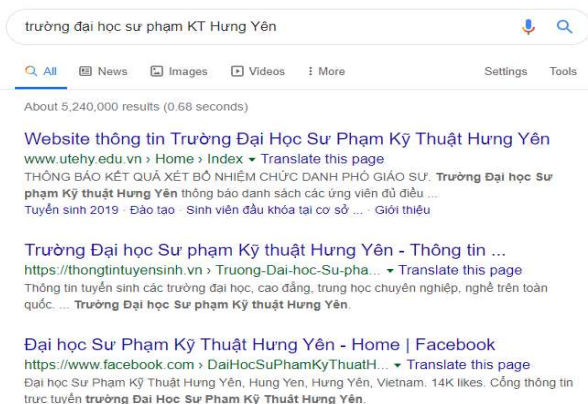 trường đại học sư phạm KT Hưng Yên
All News Images Videos More Settings Tools
About 5,240,000 results (0.68 seconds)
Website thông tin Trường Đại Học Sư Phạm Kỹ Thuật Hưng Yên
www.utehy.edu.vn › Home › Index ▾ Translate this page
THÔNG BÁO KẾT QUẢ XÉT BỔ NHIỆM CHỨC DANH PHÓ GIÁO SƯ. Trường Đại học Sư
phạm Kỹ thuật Hưng Yên thông báo danh sách các ứng viên đủ điều ...
Tuyển sinh 2019 · Đào tạo · Sinh viên đầu khóa tại cơ sở ... · Giới thiệu
Trường Đại học Sư phạm Kỹ thuật Hưng Yên - Thông tin ...
https://thongtintuyensinh.vn › Truong-Dai-hoc-Su-pha... ▾ Translate this page
Thông tin tuyển sinh các trường đại học, cao đẳng, trung học chuyên nghiệp, nghề trên toàn
quốc. ... Trường Đại học Sư phạm Kỹ thuật Hưng Yên.
Đại học Sư Phạm Kỹ Thuật Hưng Yên - Home | Facebook
https://www.facebook.com › DaiHocSuPhamKyThuatH... ▾ Translate this page
Đại học Sư Phạm Kỹ Thuật Hưng Yên, Hung Yen, Hưng Yên, Vietnam. 14K likes. Cổng thông tin
trực tuyến trường Đại Học Sư Phạm Kỹ Thuật Hưng Yên.